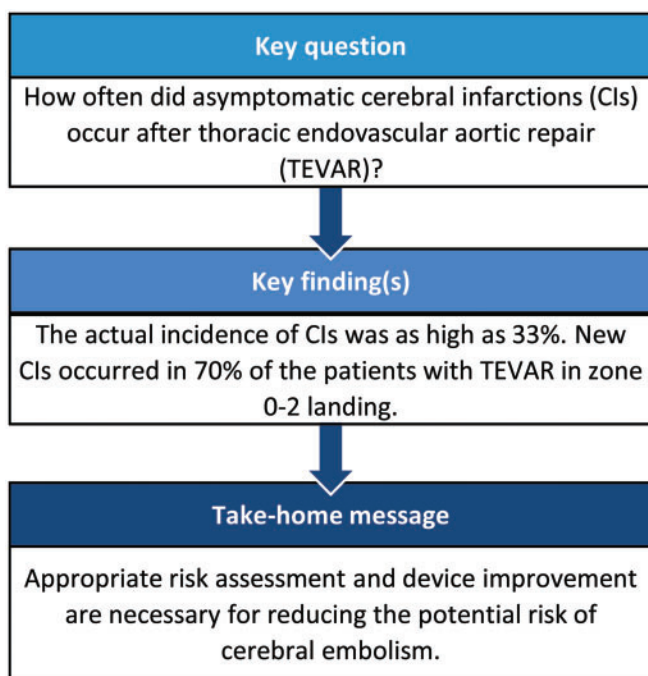 Key question
How often did asymptomatic cerebral infarctions (CIs)
occur after thoracic endovascular aortic repair
(TEVAR)?
Key finding(s)
The actual incidence of CIs was as high as 33%. New
CIs occurred in 70% of the patients with TEVAR in zone
0-2 landing.
Take-home message
Appropriate risk assessment and device improvement
are necessary for reducing the potential risk of
cerebral embolism.